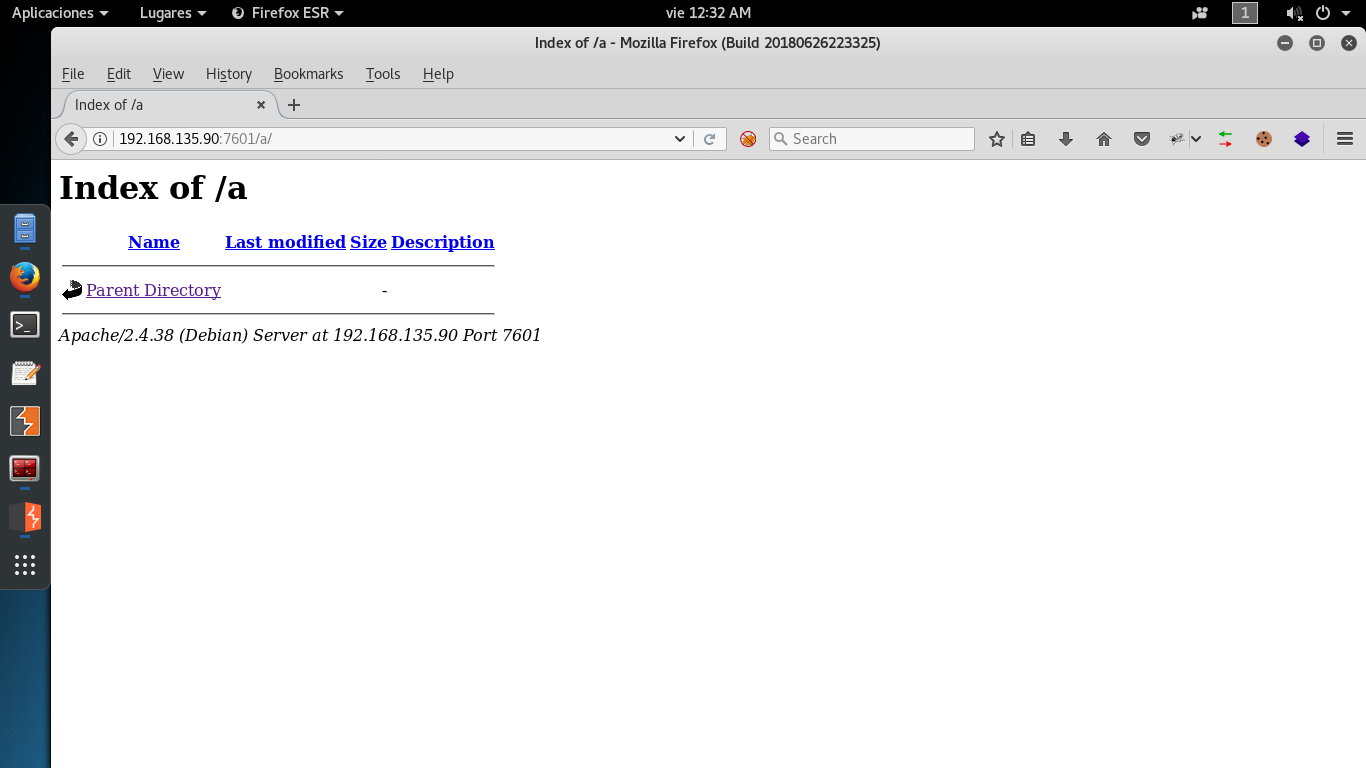 Aplicaciones Lugares Firefox ESR vie 12:32 AM 1
Index of /a - Mozilla Firefox (Build 20180626223325)
File Edit View History Bookmarks Tools Help
Index of /a
192.168.135.90:7601/a/ Search
Index of /a
Name Last modified Size Description
Parent Directory -
Apache/2.4.38 (Debian) Server at 192.168.135.90 Port 7601